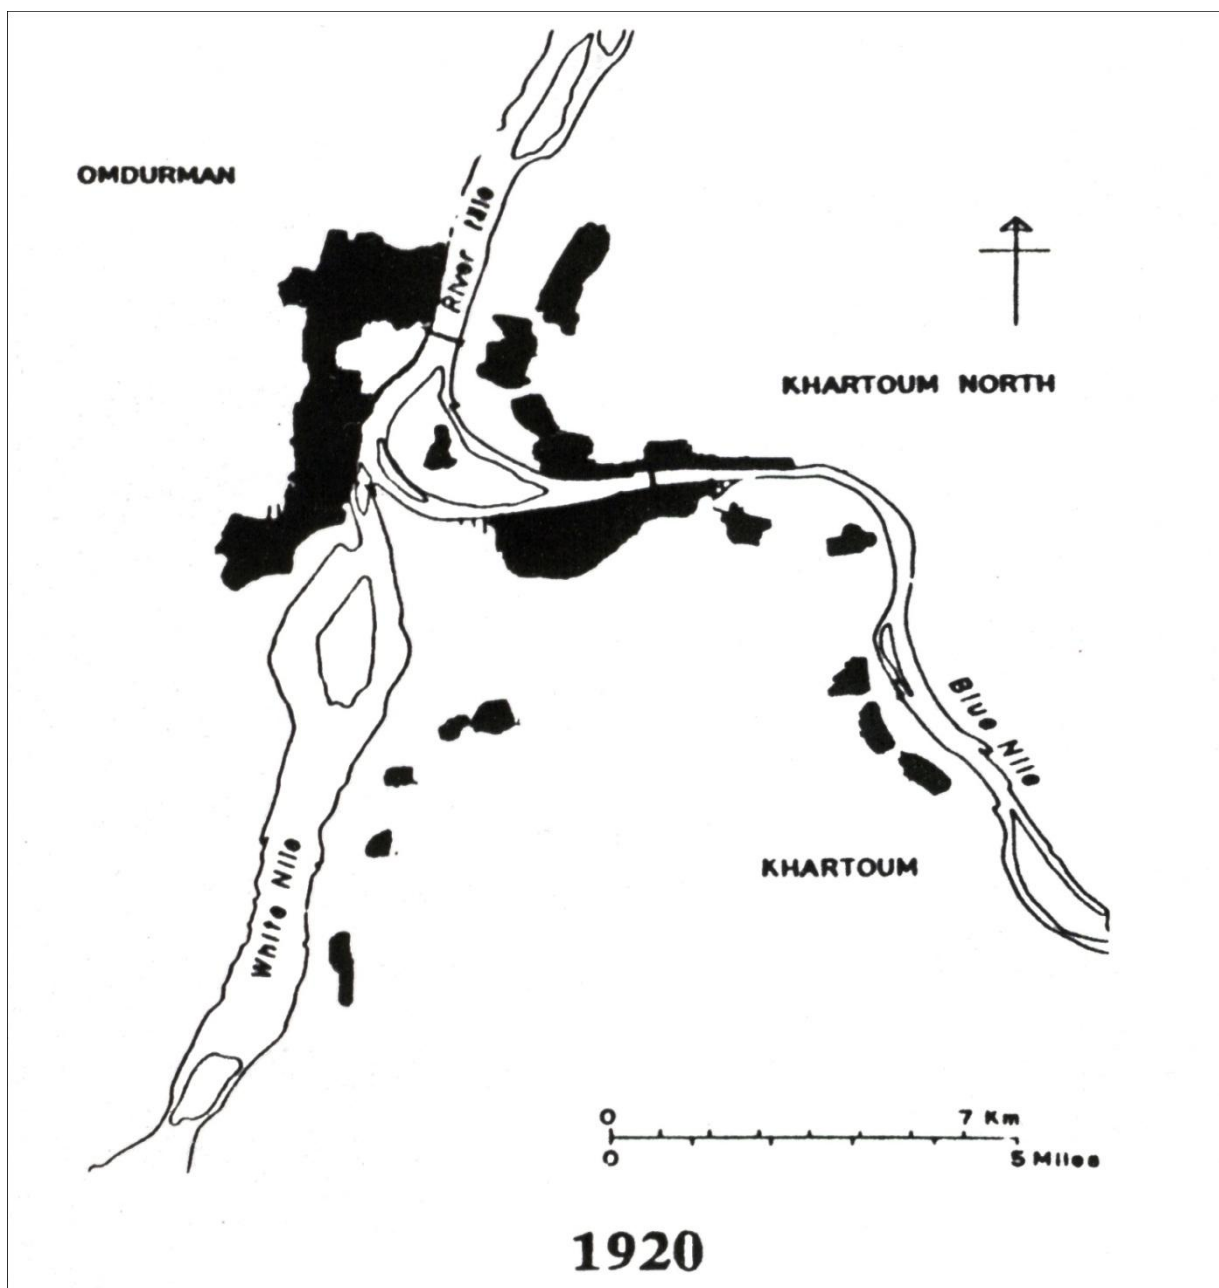 OMDURMAN
River Nile
KHARTOUM NORTH
Blue Nile
KHARTOUM
White Nile
0 7 Km
0 5 Miles
1920